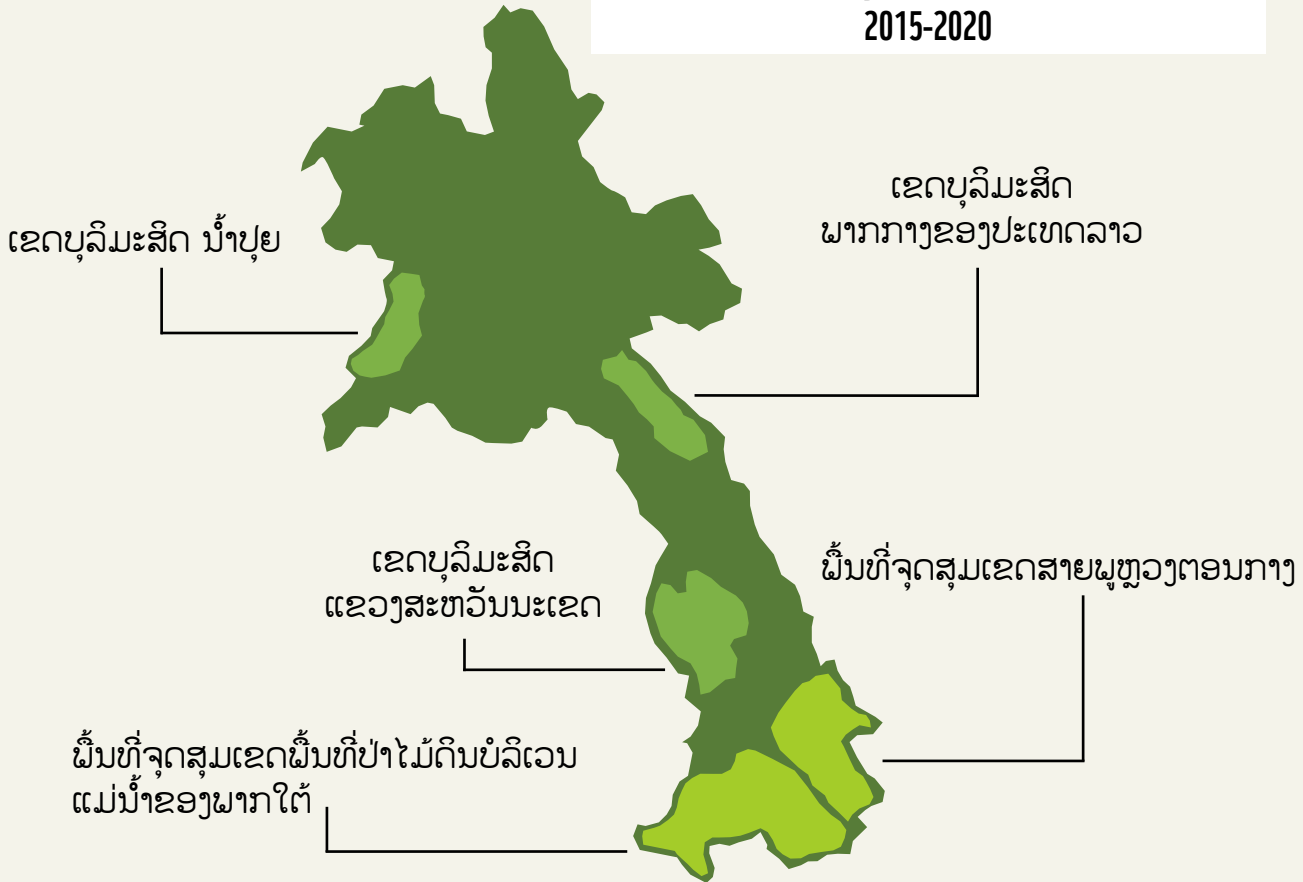 2015-2020
ເຂດບຸລິມະສິດ
ພາກກາງຂອງປະເທດລາວ
ເຂດບຸລິມະສິດ ນ້ຳປຸຍ
ເຂດບຸລິມະສິດ
ແຂວງສະຫວັນນະເຂດ
ພື້ນທີ່ຈຸດສຸມເຂດສາຍພູຫຼວງຕອນກາງ
ພື້ນທີ່ຈຸດສຸມເຂດພື້ນທີ່ປ່າໄມ້ດິນບໍລິເວນ
ແມ່ນ້ຳຂອງພາກໃຕ້